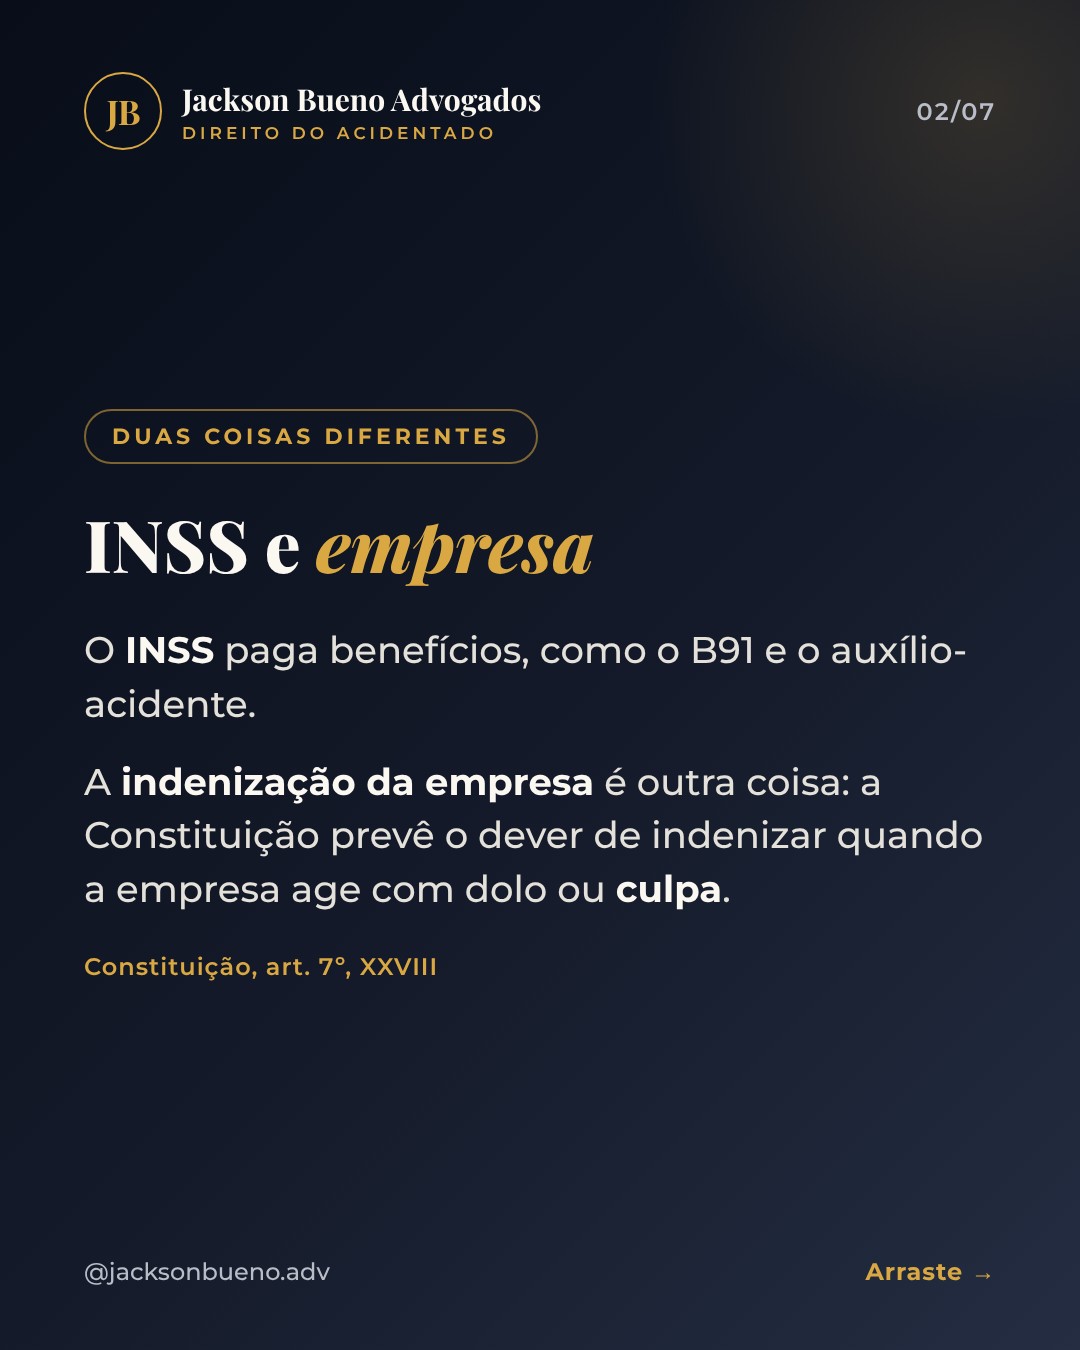 JB
Jackson Bueno Advogados
DIREITO DO ACIDENTADO
02/07
DUAS COISAS DIFERENTES
INSS e empresa
O INSS paga benefícios, como o B91 e o auxílio-
acidente.
A indenização da empresa é outra coisa: a
Constituição prevê o dever de indenizar quando
a empresa age com dolo ou culpa.
Constituição, art. 7º, XXVIII
@jacksonbueno.adv
Arraste →